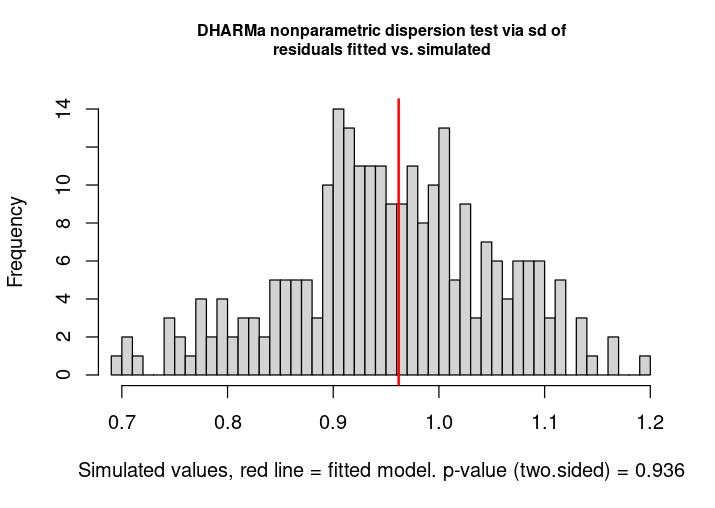 DHARMa nonparametric dispersion test via sd of
residuals fitted vs. simulated
Frequency
14
10
8
6
4
2
0
0.7 0.8 0.9 1.0 1.1 1.2
Simulated values, red line = fitted model. p-value (two.sided) = 0.936